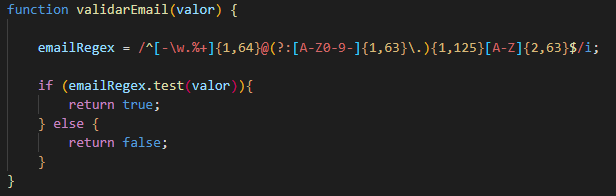 function validarEmail(valor) {
emailRegex = /^[-\w.%+]{1,64}@(?:[A-Z0-9-]{1,63}\.){1,125}[A-Z]{2,63}$/i;
if (emailRegex.test(valor)){
return true;
} else {
return false;
}
}